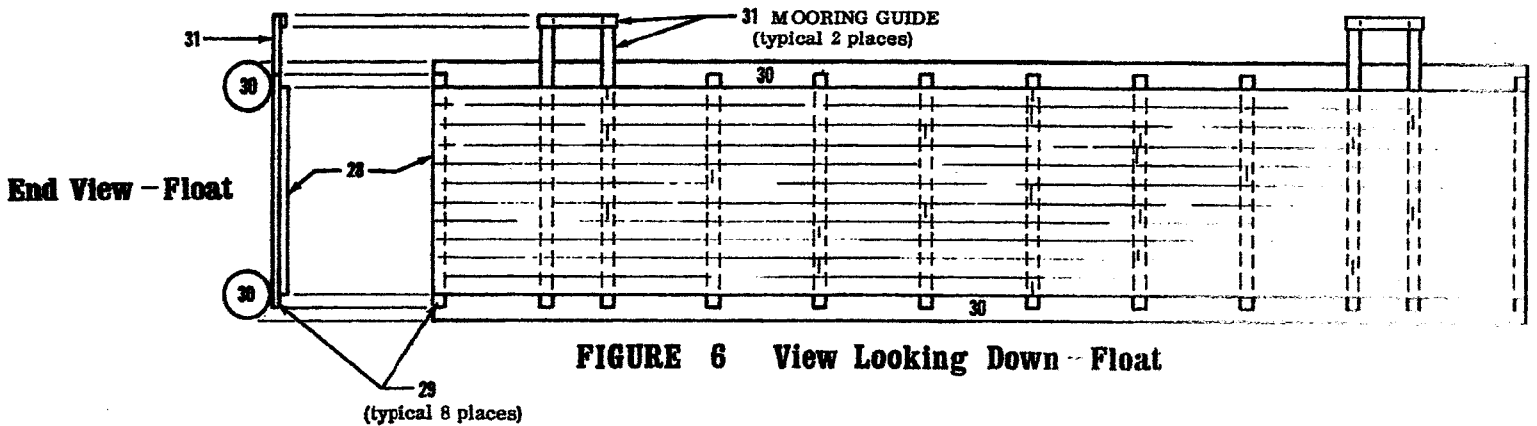 31 MOORING GUIDE
(typical 2 places)
31
30
30
28
End View – Float
30
30
FIGURE 6 View Looking Down – Float
29
(typical 8 places)